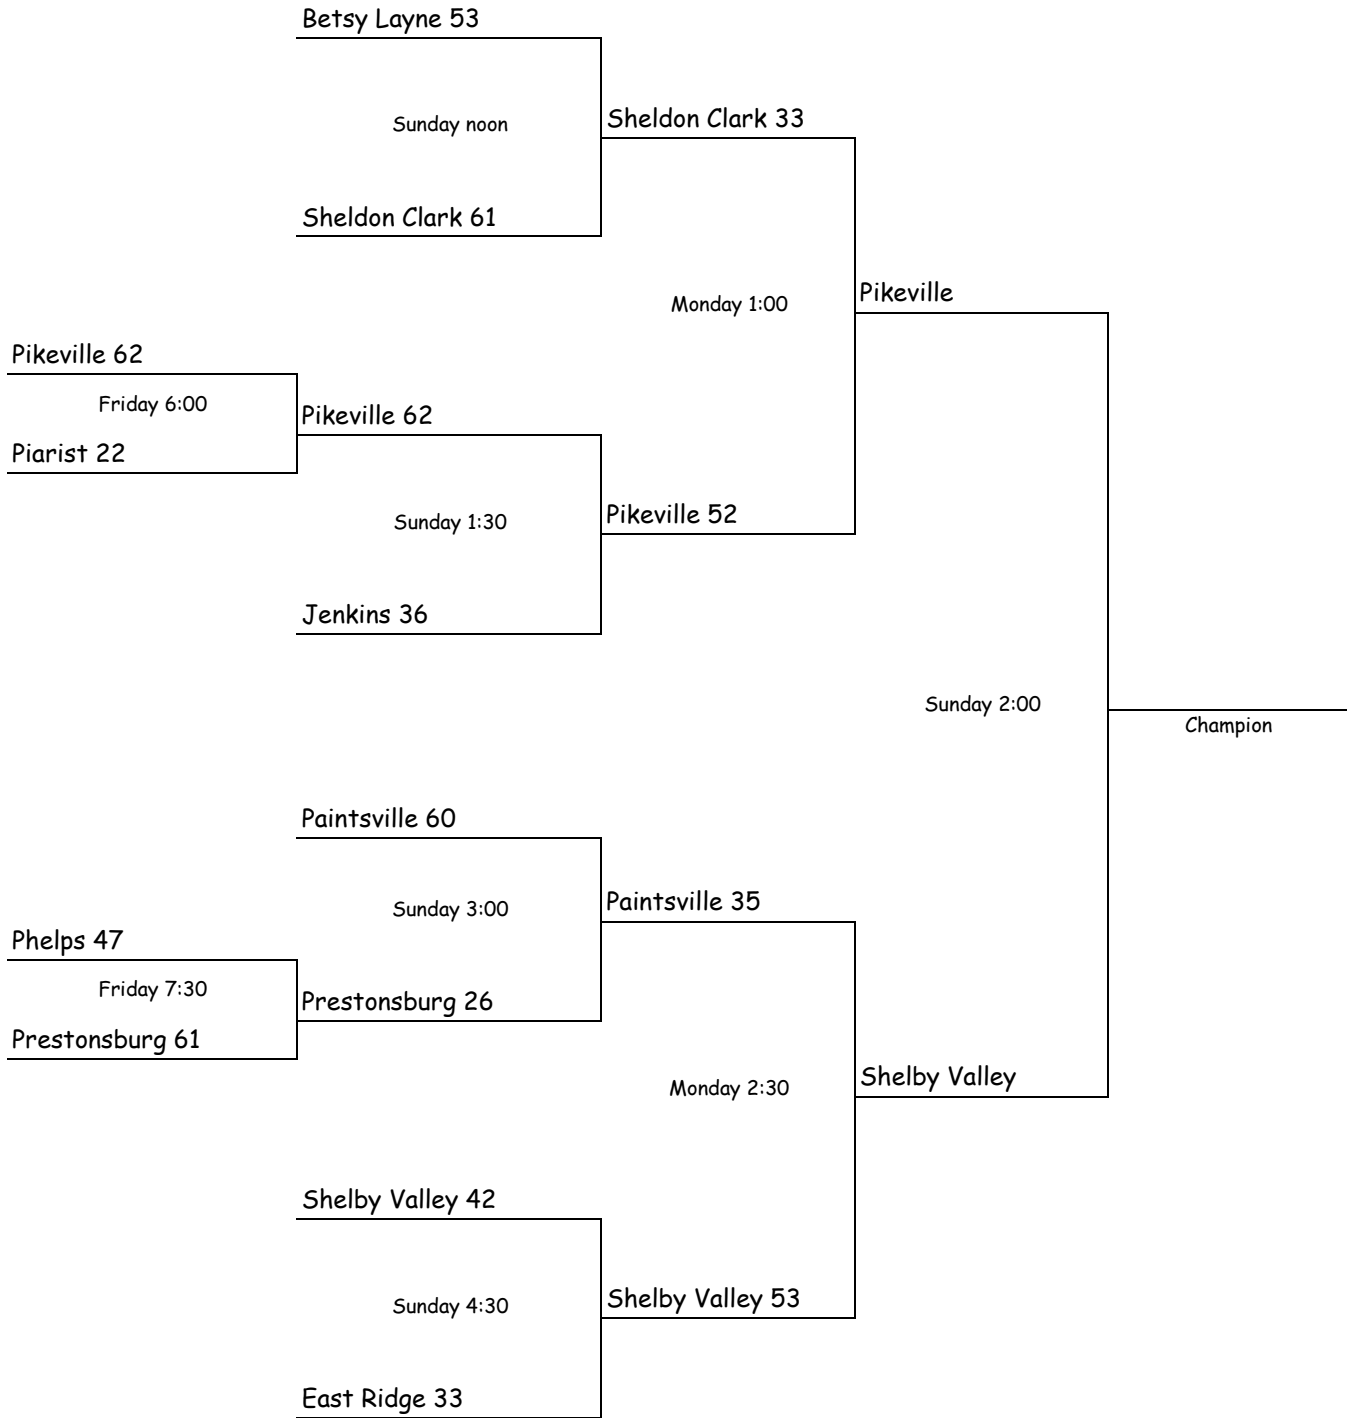 Betsy Layne 53
Sunday noon
Sheldon Clark 33
Sheldon Clark 61
Pikeville
Monday 1:00
Pikeville 62
Friday 6:00
Pikeville 62
Piarist 22
Pikeville 52
Sunday 1:30
Jenkins 36
Sunday 2:00
Champion
Paintsville 60
Paintsville 35
Sunday 3:00
Phelps 47
Friday 7:30
Prestonsburg 26
Prestonsburg 61
Shelby Valley
Monday 2:30
Shelby Valley 42
Sunday 4:30
Shelby Valley 53
East Ridge 33